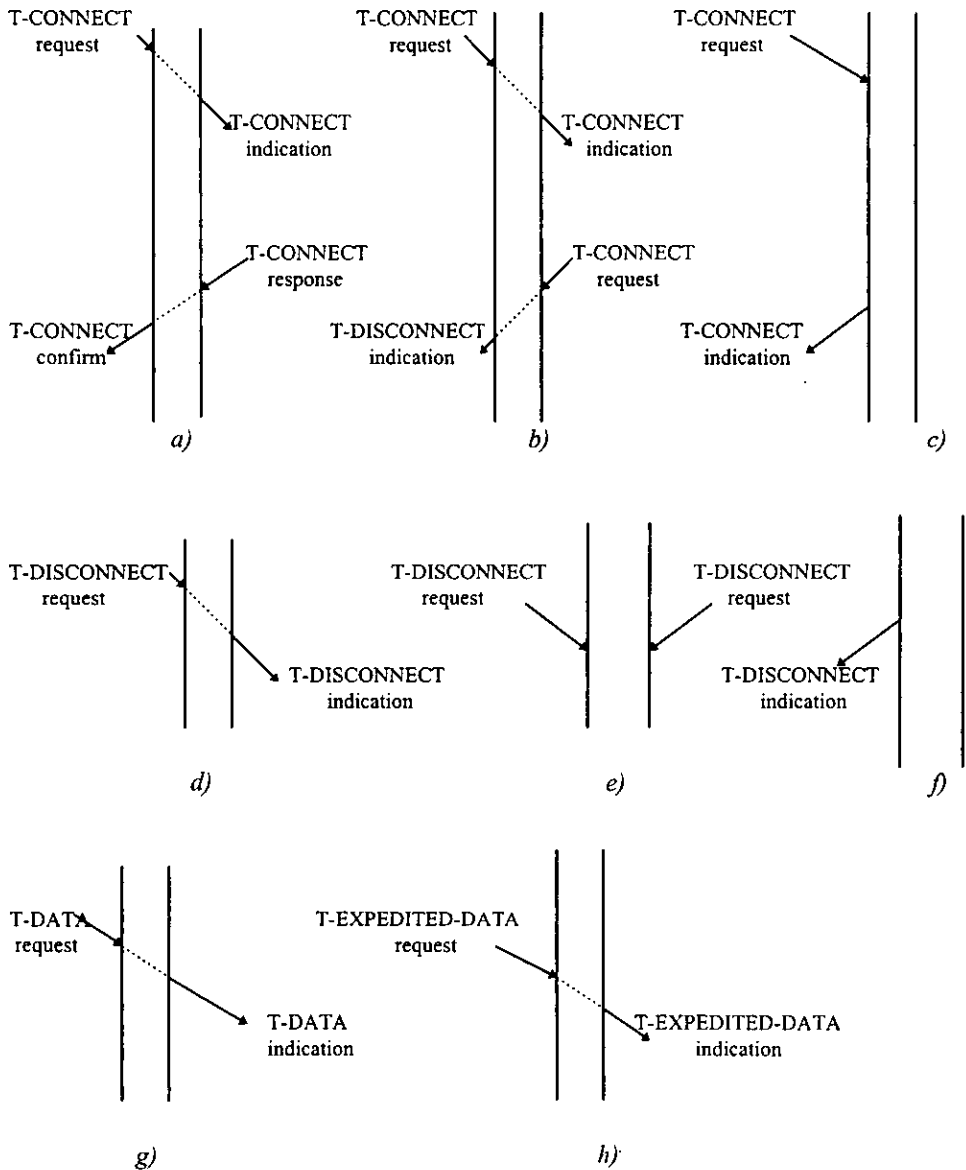 T-CONNECT
request
T-CONNECT
indication
T-CONNECT
response
T-CONNECT
confirm
a)
T-CONNECT
request
T-CONNECT
indication
T-CONNECT
request
T-DISCONNECT
indication
b)
T-CONNECT
request
T-CONNECT
indication
c)
T-DISCONNECT
request
T-DISCONNECT
indication
d)
T-DISCONNECT
request
T-DISCONNECT
request
e)
T-DISCONNECT
indication
f)
T-DATA
request
T-DATA
indication
g)
T-EXPEDITED-DATA
request
T-EXPEDITED-DATA
indication
h)